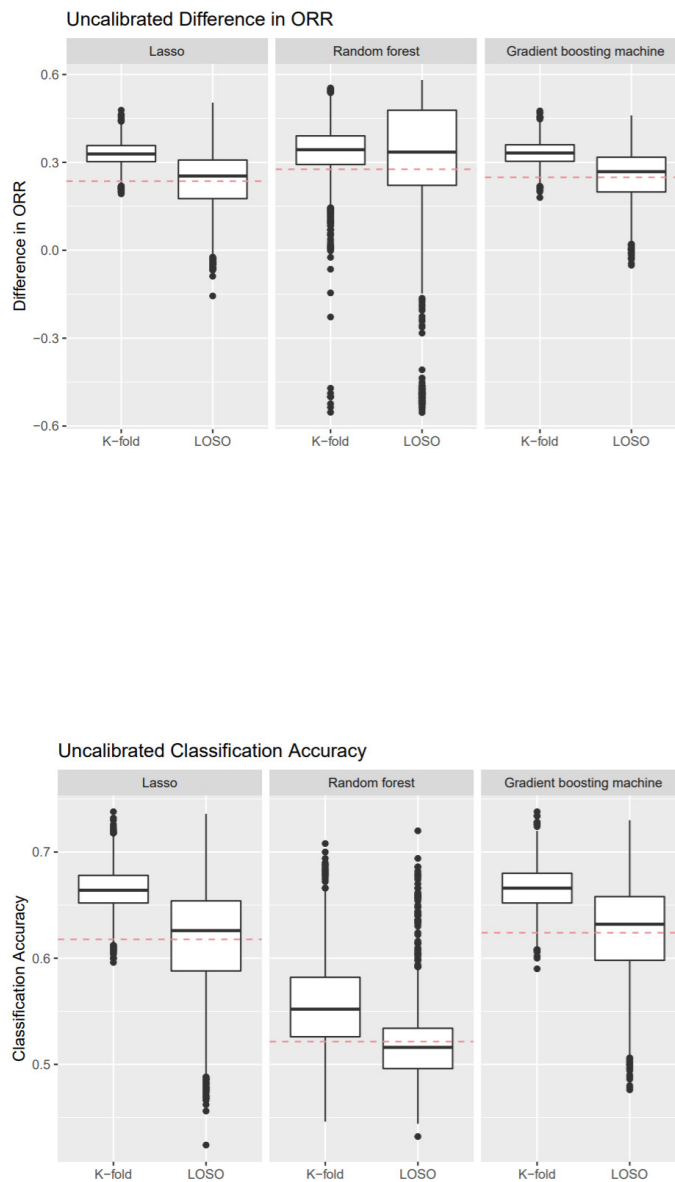 Uncalibrated Difference in ORR
Lasso Random forest Gradient boosting machine
Difference in ORR
0.6
0.3
0.0
−0.3
−0.6
K−fold LOSO K−fold LOSO K−fold LOSO
Uncalibrated Classification Accuracy
Lasso Random forest Gradient boosting machine
Classification Accuracy
0.7
0.6
0.5
K−fold LOSO K−fold LOSO K−fold LOSO